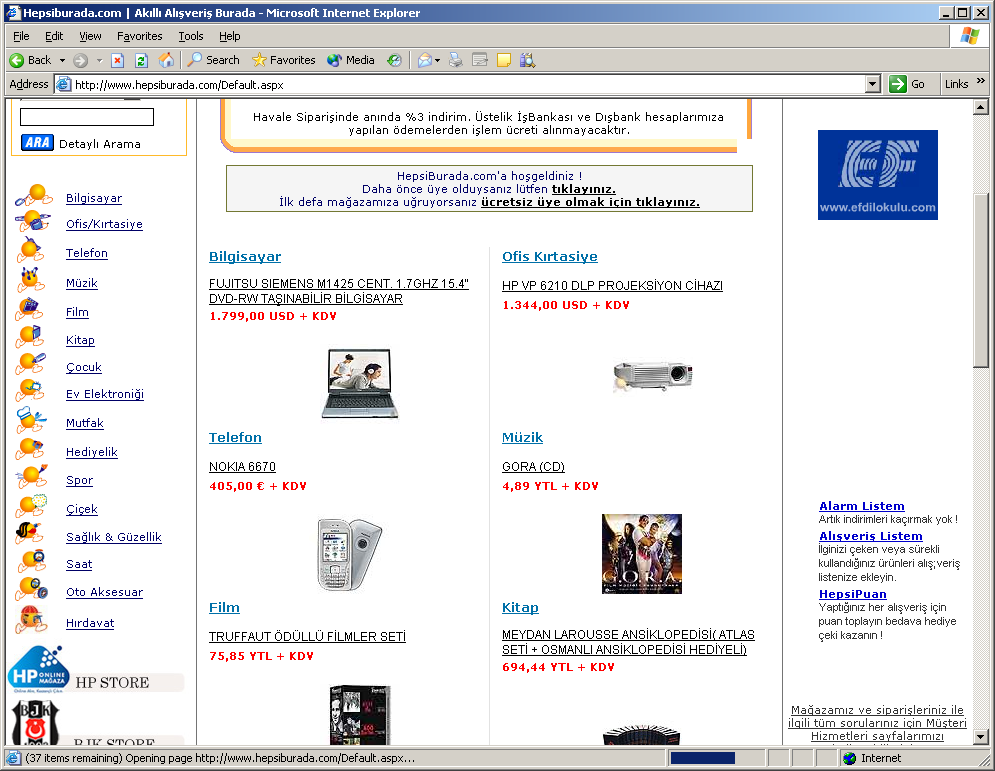 Hepsiburada.com | Akıllı Alışveriş Burada - Microsoft Internet Explorer
File Edit View Favorites Tools Help
Back Search Favorites Media
Address http://www.hepsiburada.com/Default.aspx Go Links »
ARA Detaylı Arama
Bilgisayar
Ofis/Kırtasiye
Telefon
Müzik
Film
Kitap
Çocuk
Ev Elektroniği
Mutfak
Hediyelik
Spor
Çiçek
Sağlık & Güzellik
Saat
Oto Aksesuar
Hırdavat
HP ONLINE MAĞAZA
HP STORE
BJK
BJK STORE
Havale Siparişinde anında %3 indirim. Üstelik İşBankası ve Dışbank hesaplarımıza
yapılan ödemelerden işlem ücreti alınmayacaktır.
HepsiBurada.com'a hoşgeldiniz !
Daha önce üye olduysanız lütfen tıklayınız.
İlk defa mağazamıza uğruyorsanız ücretsiz üye olmak için tıklayınız.
Bilgisayar
FUJITSU SIEMENS M1425 CENT. 1.7GHZ 15.4"
DVD-RW TAŞINABİLİR BİLGİSAYAR
1.799,00 USD + KDV
Ofis Kırtasiye
HP VP 6210 DLP PROJEKSİYON CİHAZI
1.344,00 USD + KDV
Telefon
NOKIA 6670
405,00 € + KDV
Müzik
GORA (CD)
4,89 YTL + KDV
G.O.R.A.
Film
TRUFFAUT ÖDÜLLÜ FİLMLER SETİ
75,85 YTL + KDV
Kitap
MEYDAN LAROUSSE ANSİKLOPEDİSİ( ATLAS
SETİ + OSMANLI ANSİKLOPEDİSİ HEDİYELİ)
694,44 YTL + KDV
EF
www.efdilokulu.com
Alarm Listem
Artık indirimleri kaçırmak yok !
Alışveriş Listem
İlginizi çeken veya sürekli
kullandığınız ürünleri alış;veriş
listenize ekleyin.
HepsiPuan
Yaptığınız her alışveriş için
puan toplayın bedava hediye
çeki kazanın !
Mağazamız ve siparişleriniz ile
ilgili tüm sorularınız için Müşteri
Hizmetleri sayfalarımızı
(37 items remaining) Opening page http://www.hepsiburada.com/Default.aspx...
Internet